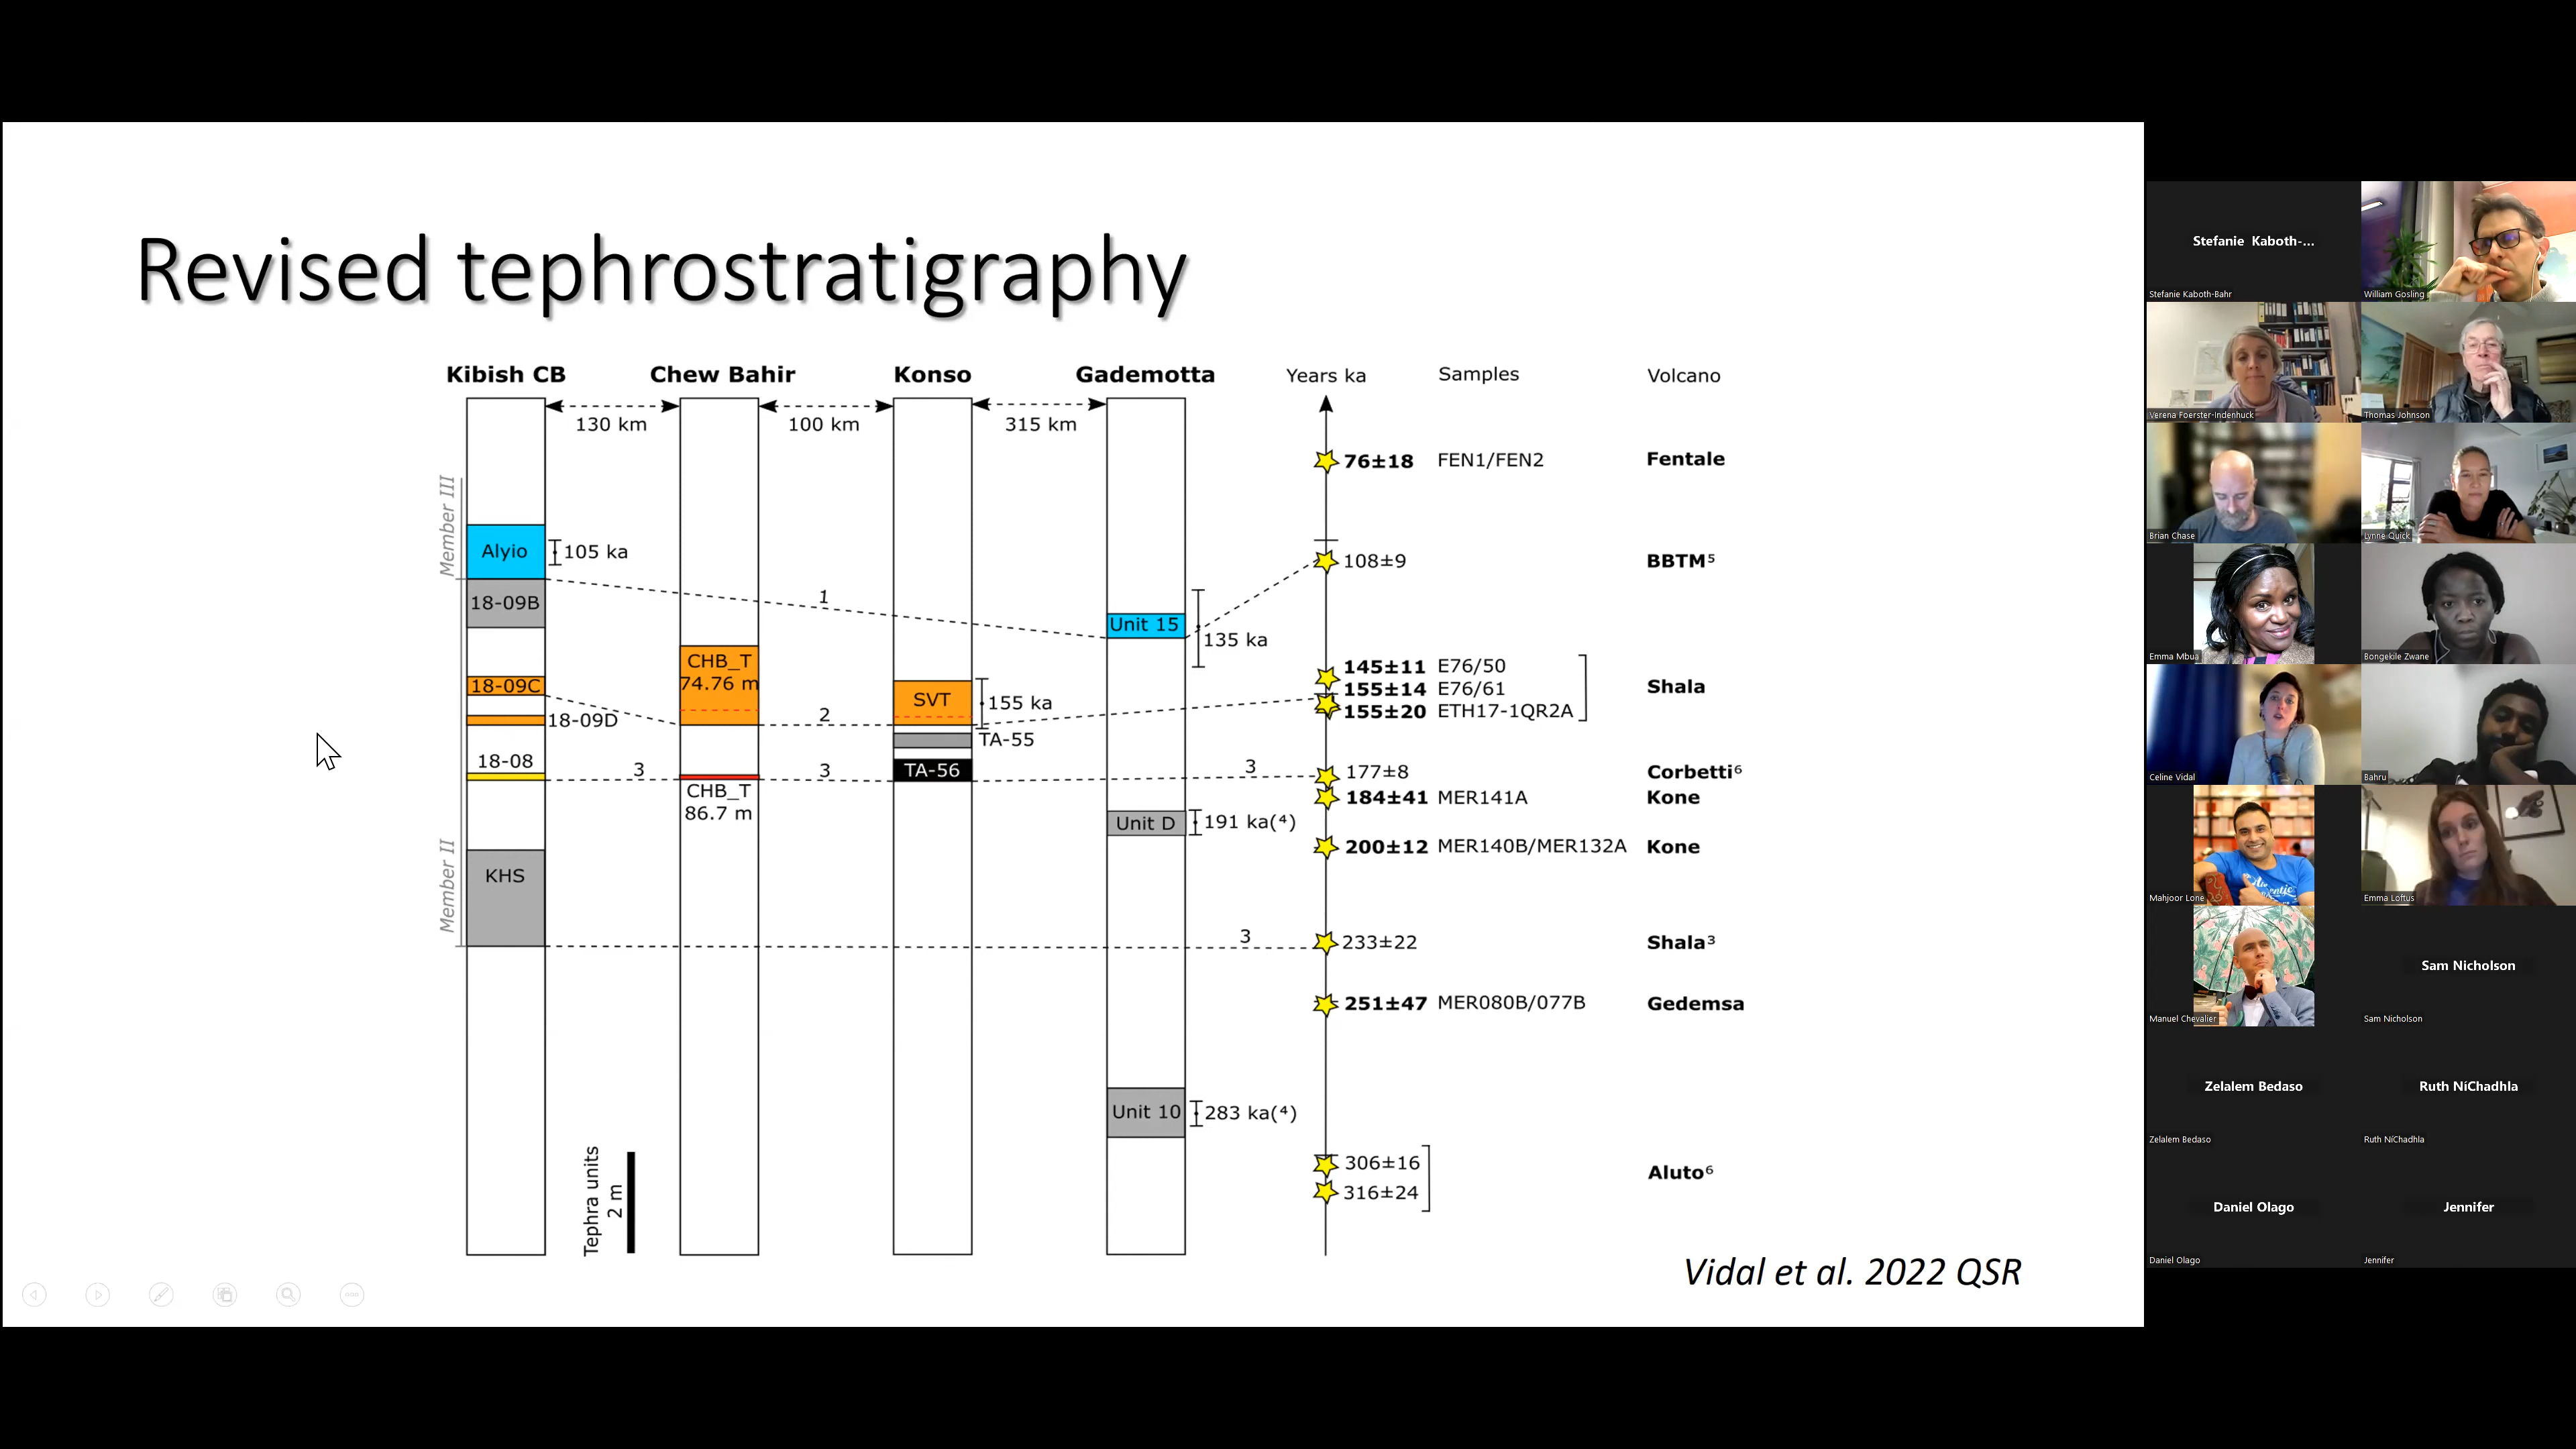 Revised tephrostratigraphy
Kibish CB
Chew Bahir
Konso
Gademotta
Years ka
Samples
Volcano
130 km
100 km
315 km
76±18 FEN1/FEN2 Fentale
Member III
Alyio
105 ka
108±9 BBTM⁵
18-09B
1
Unit 15
135 ka
18-09C
CHB_T
74.76 m
SVT
155 ka
145±11 E76/50
155±14 E76/61
155±20 ETH17-1QR2A
Shala
18-09D
2
TA-55
18-08
3
3
TA-56
3
177±8 Corbetti⁶
CHB_T
86.7 m
184±41 MER141A Kone
Unit D
191 ka(⁴)
200±12 MER140B/MER132A Kone
Member II
KHS
3
233±22 Shala³
251±47 MER080B/077B Gedemsa
Unit 10
283 ka(⁴)
306±16
316±24
Aluto⁶
Tephra units
2 m
Vidal et al. 2022 QSR
Stefanie Kaboth-...
Stefanie Kaboth-Bahr
William Gosling
Verena Foerster-Indenhuck
Thomas Johnson
Brian Chase
Lynne Quick
Emma Mbua
Bongekile Zwane
Celine Vidal
Bahru
Mahjoor Lone
Emma Loftus
Manuel Chevalier
Sam Nicholson
Sam Nicholson
Zelalem Bedaso
Zelalem Bedaso
Ruth NíChadhla
Ruth NíChadhla
Daniel Olago
Daniel Olago
Jennifer
Jennifer